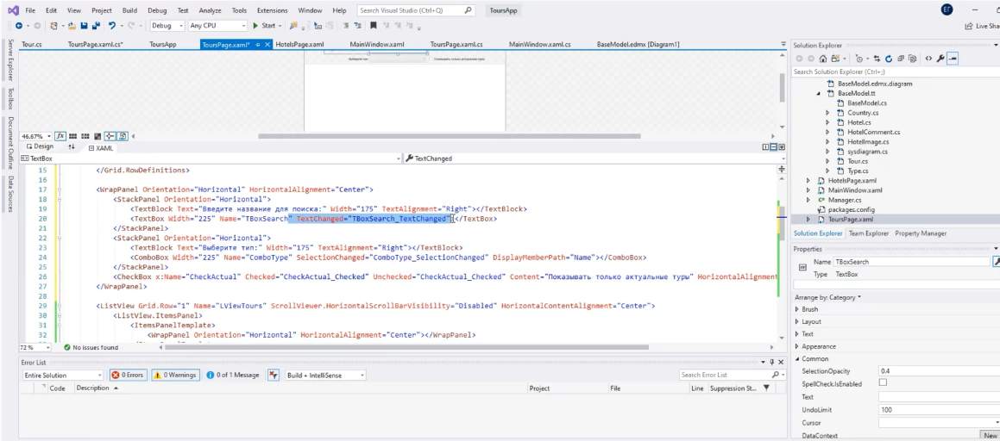 File Edit View Project Build Debug Test Analyze Tools Extensions Window Help Search Visual Studio (Ctrl+Q) ToursApp
Debug Any CPU Start Live Sha
Tour.cs ToursPage.xaml.cs* ToursApp ToursPage.xaml* HotelsPage.xaml MainWindow.xaml ToursPage.xaml.cs MainWindow.xaml.cs BaseModel.edmx [Diagram1]
Server Explorer
Toolbox
Document Outline
Data Sources
Выберите тип: Показывать только актуальные туры
46.67%
Design XAML
TextBox TextChanged
15 </Grid.RowDefinitions>
16
17 <WrapPanel Orientation="Horizontal" HorizontalAlignment="Center">
18 <StackPanel Orientation="Horizontal">
19 <TextBlock Text="Введите название для поиска:" Width="175" TextAlignment="Right"></TextBlock>
20 <TextBox Width="225" Name="TBoxSearch" TextChanged="TBoxSearch_TextChanged"></TextBox>
21 </StackPanel>
22 <StackPanel Orientation="Horizontal">
23 <TextBlock Text="Выберите тип:" Width="175" TextAlignment="Right"></TextBlock>
24 <ComboBox Width="225" Name="ComboType" SelectionChanged="ComboType_SelectionChanged" DisplayMemberPath="Name"></ComboBox>
25 </StackPanel>
26 <CheckBox x:Name="CheckActual" Checked="CheckActual_Checked" Unchecked="CheckActual_Checked" Content="Показывать только актуальные туры" HorizontalAlignment
27 </WrapPanel>
28
29 <ListView Grid.Row="1" Name="LViewTours" ScrollViewer.HorizontalScrollBarVisibility="Disabled" HorizontalContentAlignment="Center">
30 <ListView.ItemsPanel>
31 <ItemsPanelTemplate>
32 <WrapPanel Orientation="Horizontal" HorizontalAlignment="Center"></WrapPanel>
72 % No issues found
Error List
Entire Solution 0 Errors 0 Warnings 0 of 1 Message Build + IntelliSense Search Error List
Code Description Project File Line Suppression St...
Solution Explorer
Search Solution Explorer (Ctrl+;)
BaseModel.edmx.diagram
BaseModel.tt
BaseModel.cs
Country.cs
Hotel.cs
HotelComment.cs
HotelImage.cs
sysdiagram.cs
Tour.cs
Type.cs
HotelsPage.xaml
MainWindow.xaml
Manager.cs
packages.config
ToursPage.xaml
Solution Explorer Team Explorer Property Manager
Properties
Name TBoxSearch
Type TextBox
Arrange by: Category
Brush
Layout
Text
Appearance
Common
SelectionOpacity 0.4
SpellCheck.IsEnabled
Text
UndoLimit 100
Cursor
DataContext New